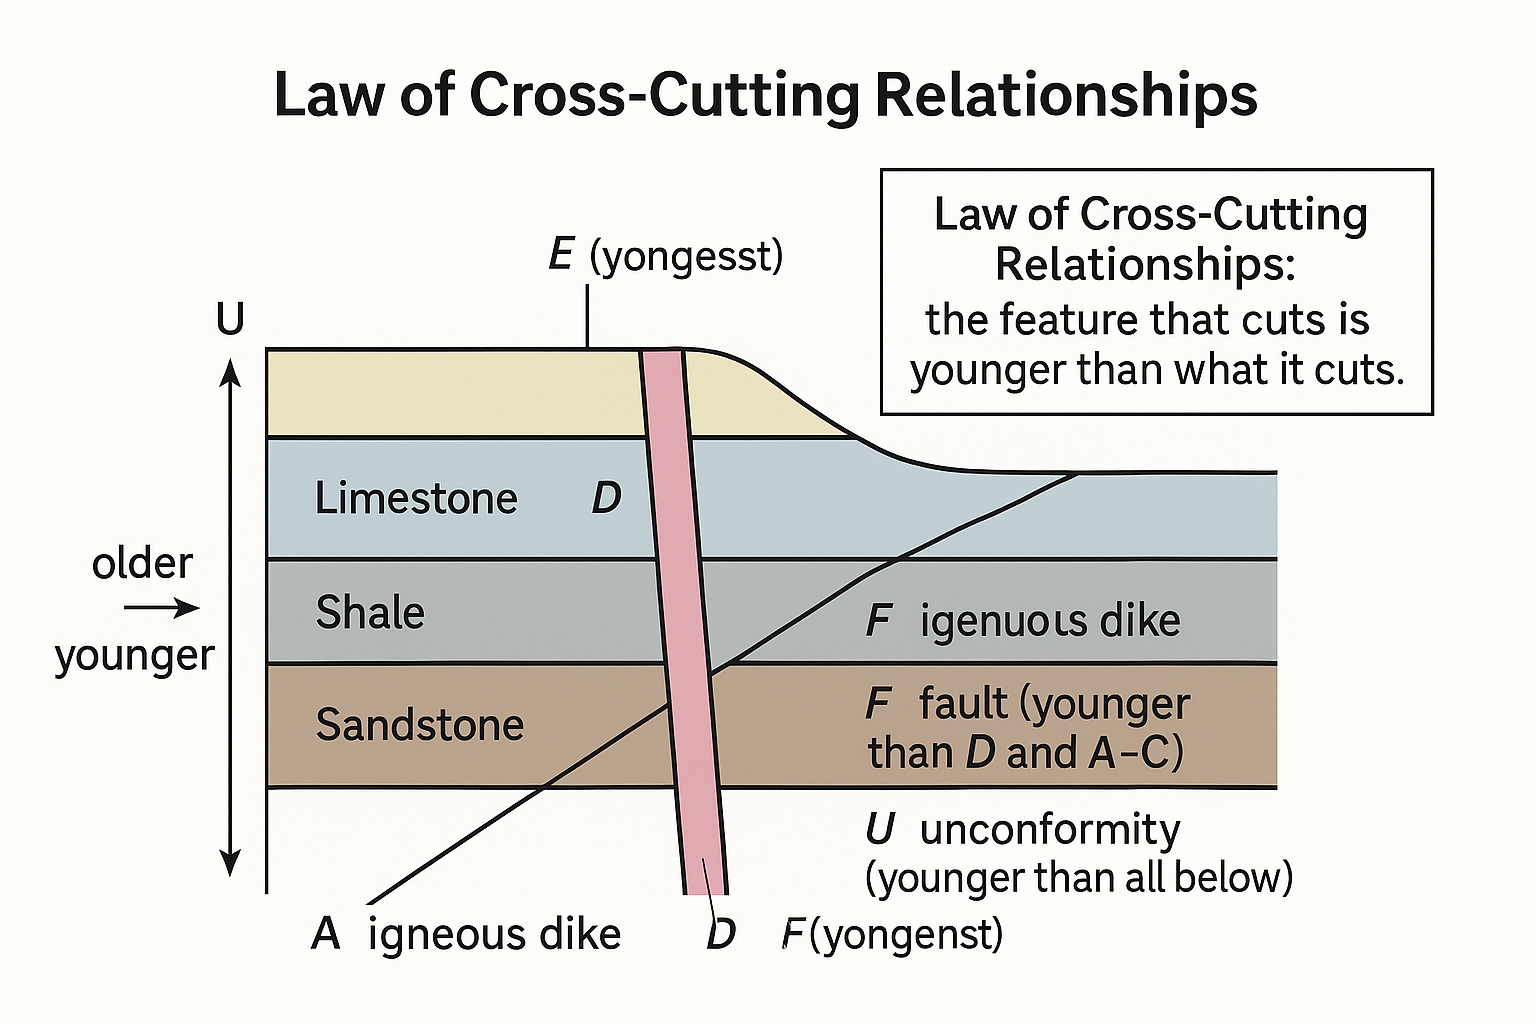 Law of Cross-Cutting Relationships
Law of Cross-Cutting
Relationships:
the feature that cuts is
younger than what it cuts.
E (yongesst)
U
Limestone D
older
younger
Shale
F igenuous dike
Sandstone
F fault (younger
than D and A–C)
U unconformity
(younger than all below)
A igneous dike
D
F(yongenst)